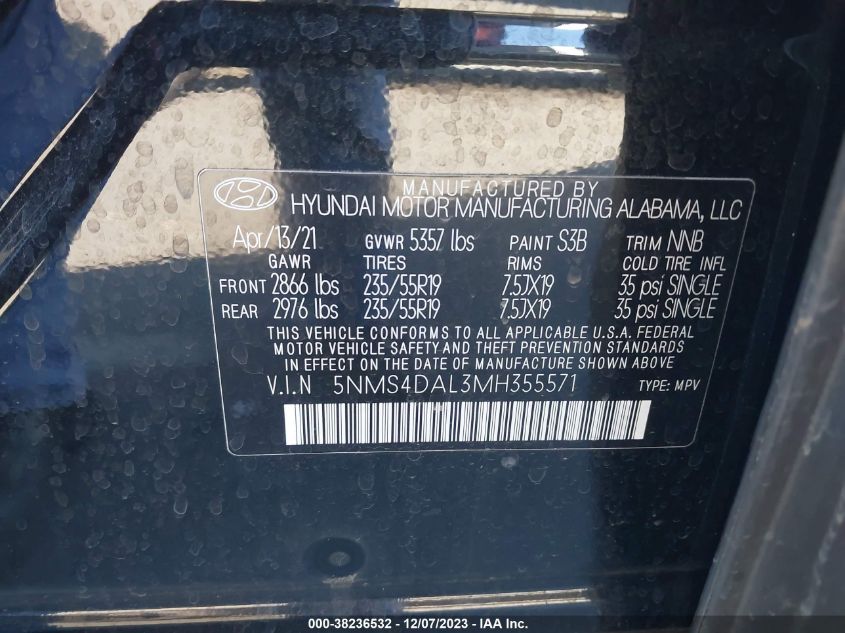 MANUFACTURED BY
HYUNDAI MOTOR MANUFACTURING ALABAMA, LLC
Apr/13/21 GVWR 5357 lbs PAINT S3B TRIM NNB
GAWR TIRES RIMS COLD TIRE INFL
FRONT 2866 lbs 235/55R19 7.5JX19 35 psi SINGLE
REAR 2976 lbs 235/55R19 7.5JX19 35 psi SINGLE
THIS VEHICLE CONFORMS TO ALL APPLICABLE U.S.A. FEDERAL
MOTOR VEHICLE SAFETY AND THEFT PREVENTION STANDARDS
IN EFFECT ON THE DATE OF MANUFACTURE SHOWN ABOVE
V.I.N 5NMS4DAL3MH355571 TYPE: MPV
000-38236532 - 12/07/2023 - IAA Inc.